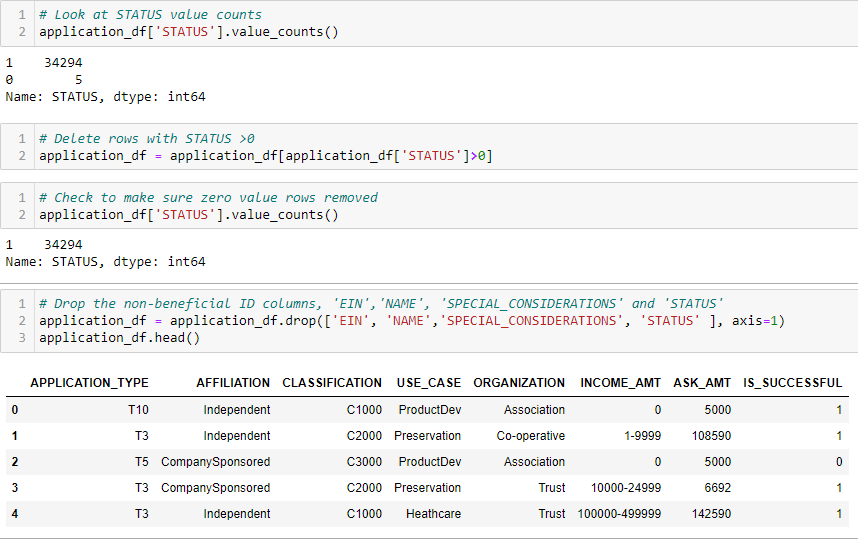 1 # Look at STATUS value counts
2 application_df['STATUS'].value_counts()
1    34294
0        5
Name: STATUS, dtype: int64
1 # Delete rows with STATUS >0
2 application_df = application_df[application_df['STATUS']>0]
1 # Check to make sure zero value rows removed
2 application_df['STATUS'].value_counts()
1    34294
Name: STATUS, dtype: int64
1 # Drop the non-beneficial ID columns, 'EIN','NAME', 'SPECIAL_CONSIDERATIONS' and 'STATUS'
2 application_df = application_df.drop(['EIN', 'NAME','SPECIAL_CONSIDERATIONS', 'STATUS' ], axis=1)
3 application_df.head()
APPLICATION_TYPE AFFILIATION CLASSIFICATION USE_CASE ORGANIZATION INCOME_AMT ASK_AMT IS_SUCCESSFUL
0 T10 Independent C1000 ProductDev Association 0 5000 1
1 T3 Independent C2000 Preservation Co-operative 1-9999 108590 1
2 T5 CompanySponsored C3000 ProductDev Association 0 5000 0
3 T3 CompanySponsored C2000 Preservation Trust 10000-24999 6692 1
4 T3 Independent C1000 Heathcare Trust 100000-499999 142590 1